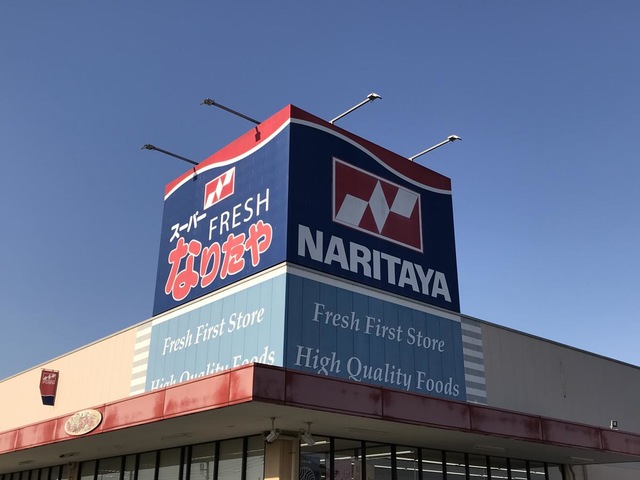 スーパー
FRESH
なりたや
Fresh First Store
High Quality Foods
NARITAYA
Fresh First Store
High Quality Foods